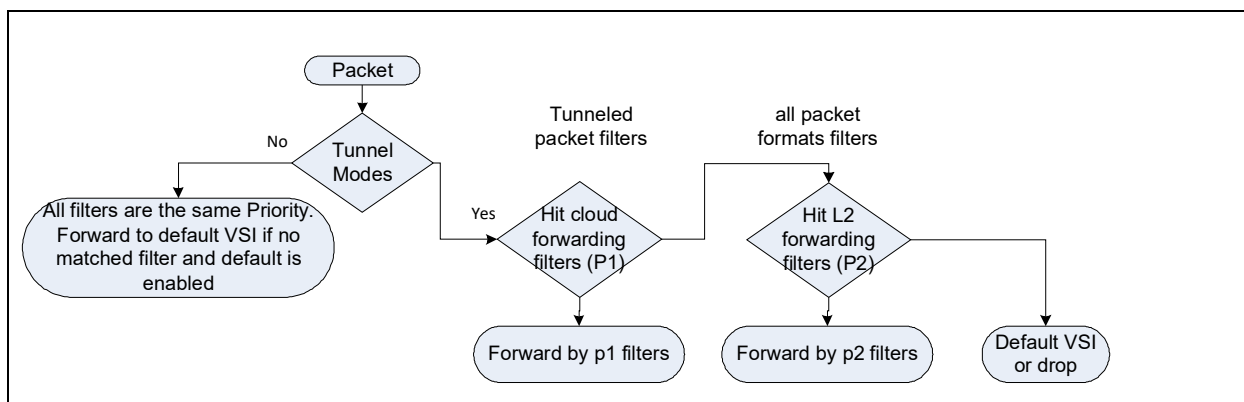 Packet
Tunneled
packet filters
all packet
formats filters
No
Tunnel
Modes
All filters are the same Priority.
Forward to default VSI if no
matched filter and default is
enabled
Yes
Hit cloud
forwarding
filters (P1)
Hit L2
forwarding
filters (P2)
Forward by p1 filters
Forward by p2 filters
Default VSI
or drop